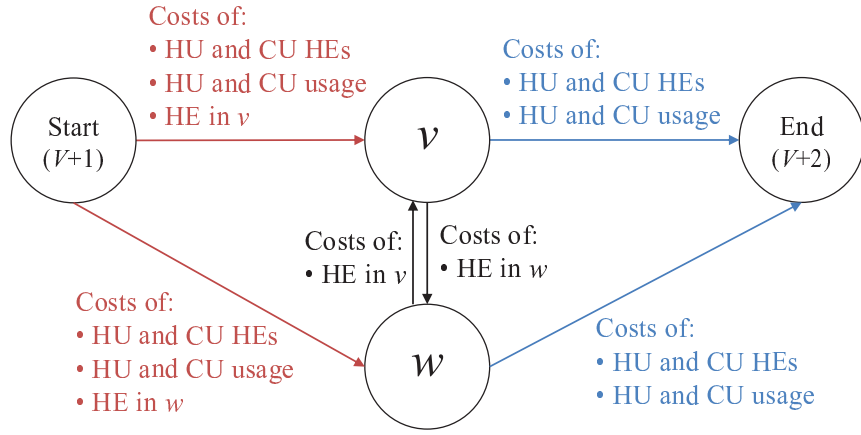 Costs of:
• HU and CU HEs
• HU and CU usage
• HE in v
Costs of:
• HU and CU HEs
• HU and CU usage
Start
(V+1)
v
End
(V+2)
Costs of:
• HE in v
Costs of:
• HE in w
Costs of:
• HU and CU HEs
• HU and CU usage
• HE in w
w
Costs of:
• HU and CU HEs
• HU and CU usage